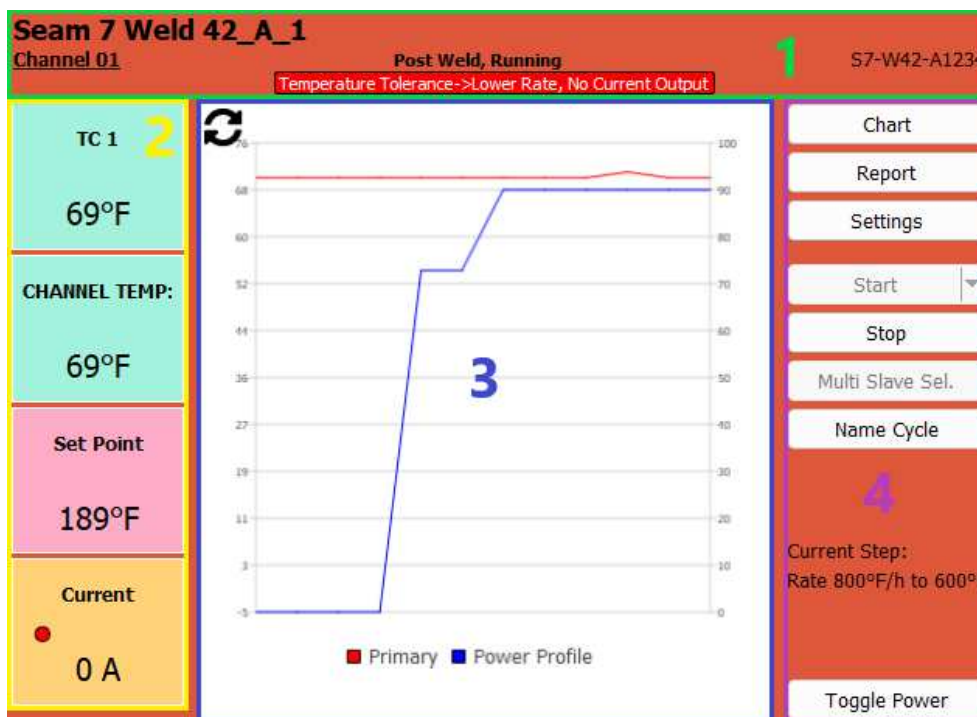 Seam 7 Weld 42_A_1
Channel 01
Post Weld, Running
1
S7-W42-A1234
Temperature Tolerance->Lower Rate, No Current Output
TC 1
2
69°F
CHANNEL TEMP:
69°F
Set Point
189°F
Current
0 A
76
68
60
52
44
36
27
19
11
3
-5
100
90
80
70
60
50
40
30
20
10
0
3
Primary
Power Profile
Chart
Report
Settings
Start
Stop
Multi Slave Sel.
Name Cycle
4
Current Step:
Rate 800°F/h to 600°
Toggle Power